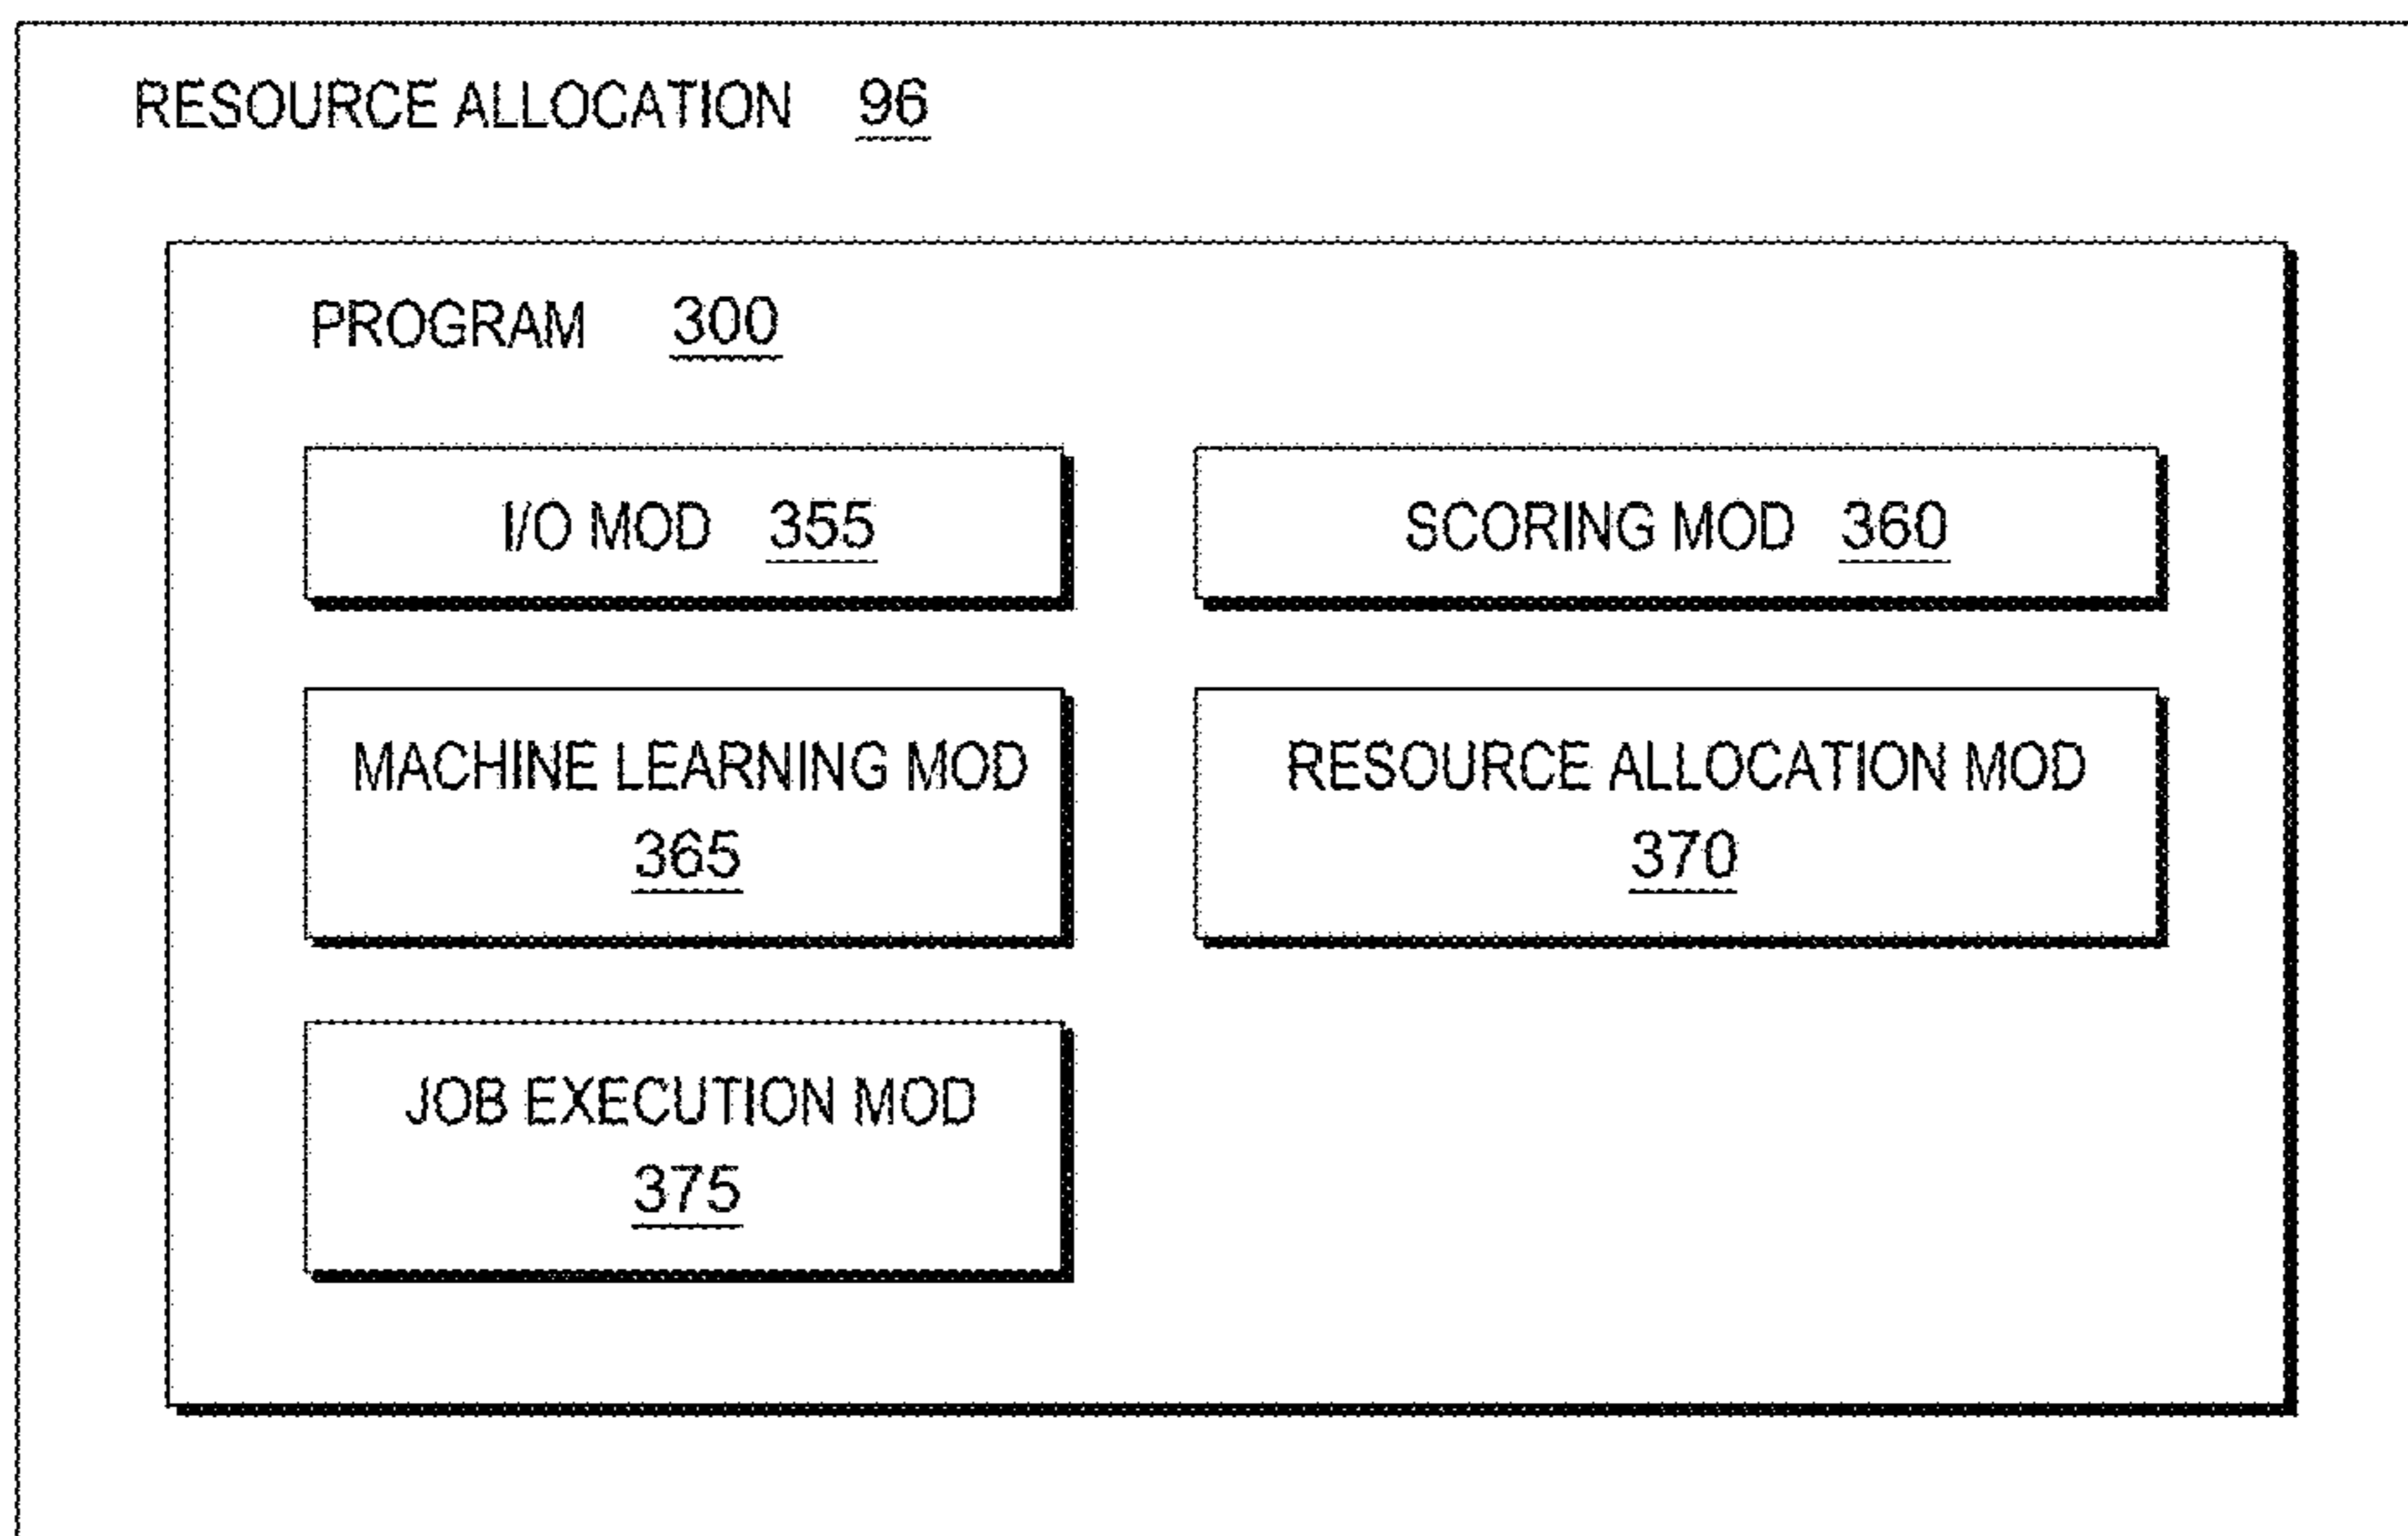 RESOURCE ALLOCATION 96
PROGRAM 300
I/O MOD 355
SCORING MOD 360
MACHINE LEARNING MOD
365
RESOURCE ALLOCATION MOD
370
JOB EXECUTION MOD
375